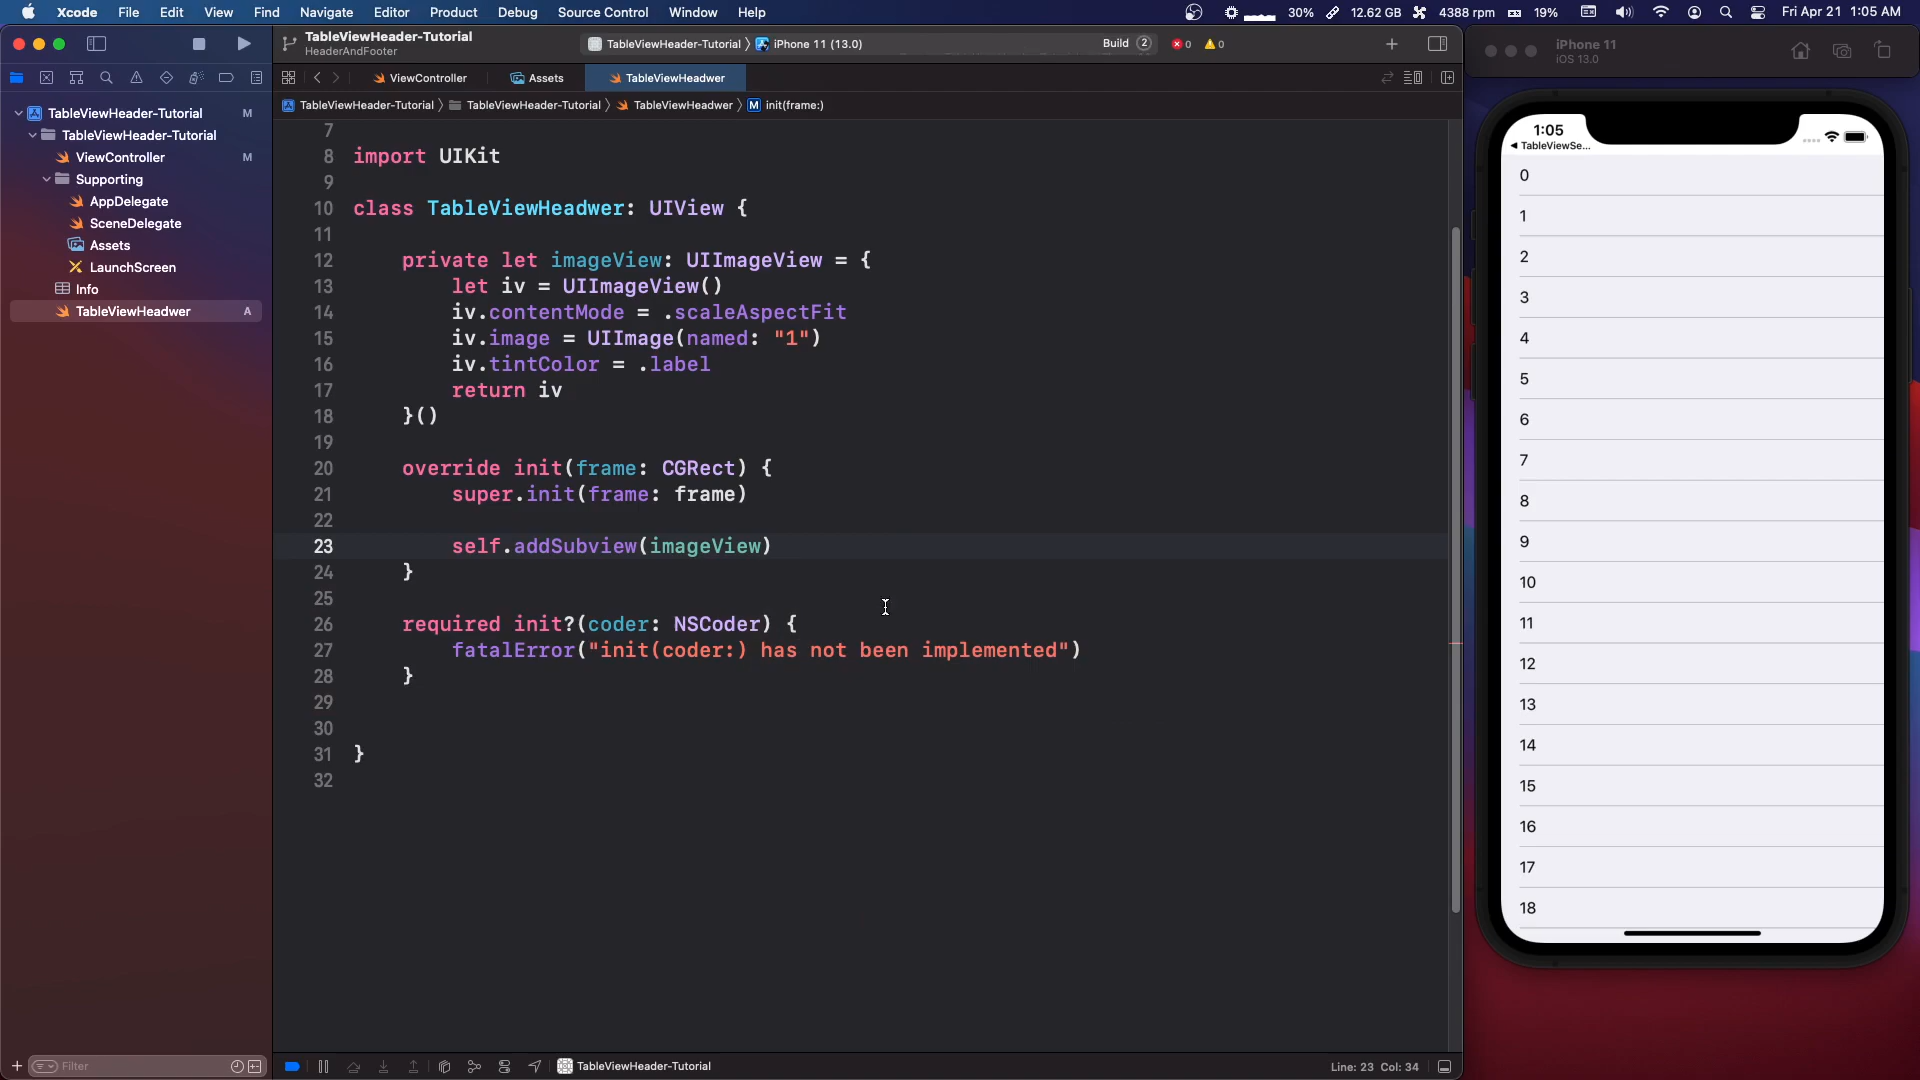 Xcode File Edit View Find Navigate Editor Product Debug Source Control Window Help 30% 12.62 GB 4388 rpm 19% Fri Apr 21 1:05 AM
TableViewHeader-Tutorial
HeaderAndFooter
TableViewHeader-Tutorial iPhone 11 (13.0) Build 2 0 0
iPhone 11
iOS 13.0
ViewController Assets TableViewHeadwer
TableViewHeader-Tutorial TableViewHeader-Tutorial TableViewHeadwer M init(frame:)
TableViewHeader-Tutorial M
TableViewHeader-Tutorial
ViewController M
Supporting
AppDelegate
SceneDelegate
Assets
LaunchScreen
Info
TableViewHeadwer A
Filter
7
8 import UIKit
9
10 class TableViewHeadwer: UIView {
11
12 private let imageView: UIImageView = {
13 let iv = UIImageView()
14 iv.contentMode = .scaleAspectFit
15 iv.image = UIImage(named: "1")
16 iv.tintColor = .label
17 return iv
18 }()
19
20 override init(frame: CGRect) {
21 super.init(frame: frame)
22
23 self.addSubview(imageView)
24 }
25
26 required init?(coder: NSCoder) {
27 fatalError("init(coder:) has not been implemented")
28 }
29
30
31 }
32
TableViewHeader-Tutorial
Line: 23 Col: 34
1:05
TableViewSe...
0
1
2
3
4
5
6
7
8
9
10
11
12
13
14
15
16
17
18